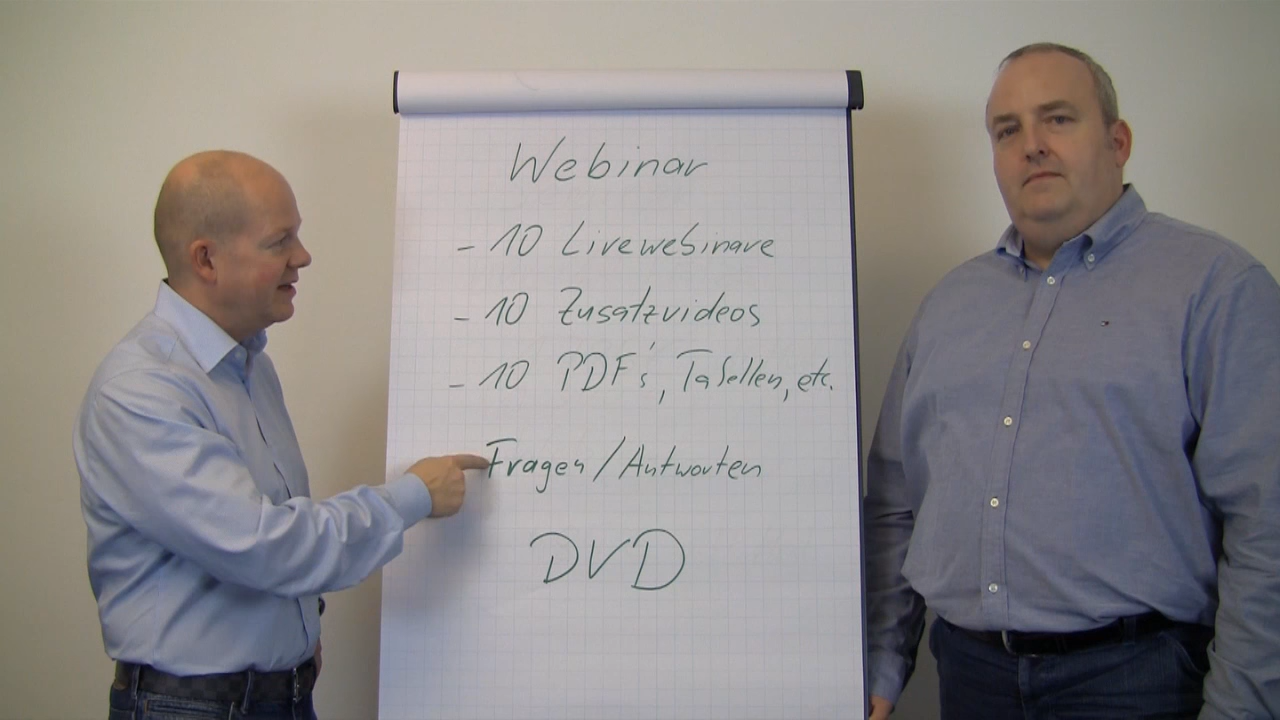 Webinar
- 10 Livewebinare
- 10 Zusatzvideos
- 10 PDF's, Tabellen, etc.
Fragen / Antworten
DVD